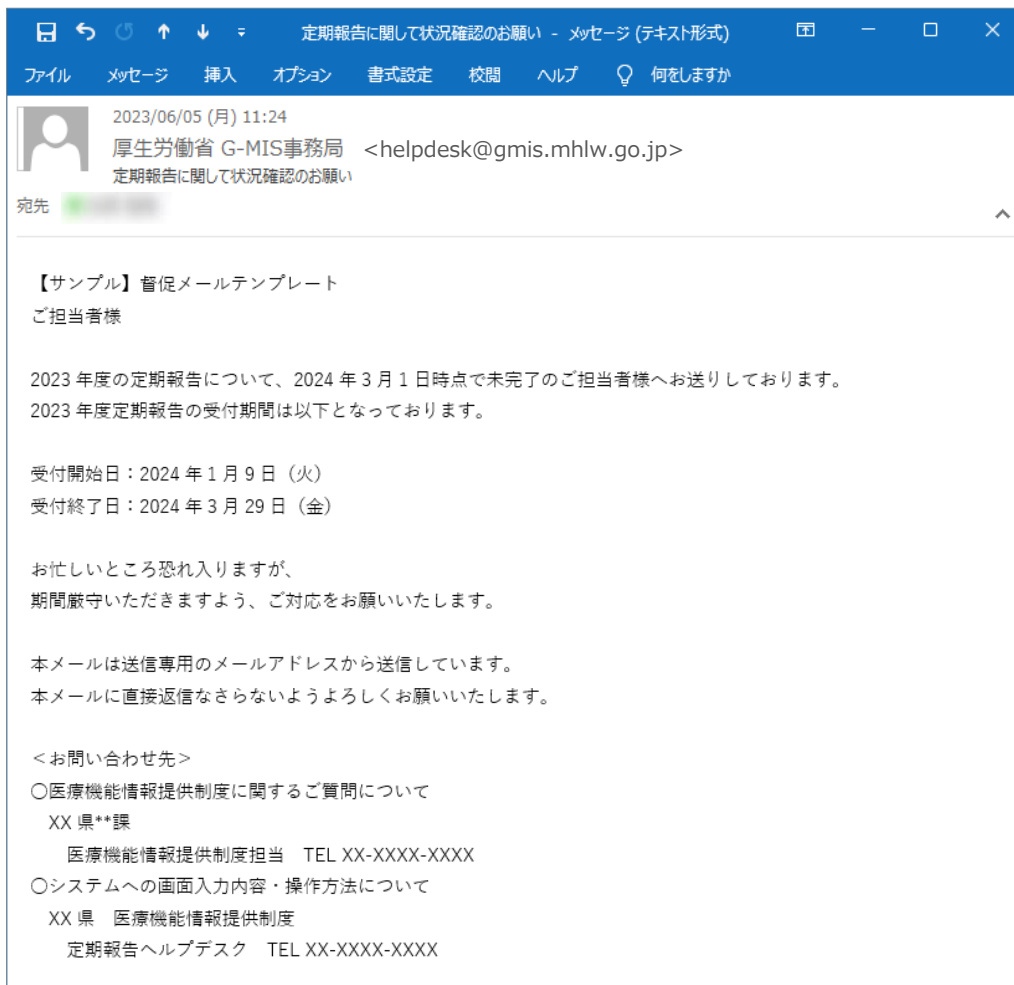 定期報告に関して状況確認のお願い - メッセージ (テキスト形式)
ファイル メッセージ 挿入 オプション 書式設定 校閲 ヘルプ 何をしますか
2023/06/05 (月) 11:24
厚生労働省 G-MIS事務局 <helpdesk@gmis.mhlw.go.jp>
定期報告に関して状況確認のお願い
宛先
【サンプル】督促メールテンプレート
ご担当者様
2023 年度の定期報告について、2024 年 3 月 1 日時点で未完了のご担当者様へお送りしております。
2023 年度定期報告の受付期間は以下となっております。
受付開始日：2024 年 1 月 9 日（火）
受付終了日：2024 年 3 月 29 日（金）
お忙しいところ恐れ入りますが、
期間厳守いただきますよう、ご対応をお願いいたします。
本メールは送信専用のメールアドレスから送信しています。
本メールに直接返信なさらないようよろしくお願いいたします。
＜お問い合わせ先＞
〇医療機能情報提供制度に関するご質問について
XX 県**課
医療機能情報提供制度担当 TEL XX-XXXX-XXXX
〇システムへの画面入力内容・操作方法について
XX 県 医療機能情報提供制度
定期報告ヘルプデスク TEL XX-XXXX-XXXX